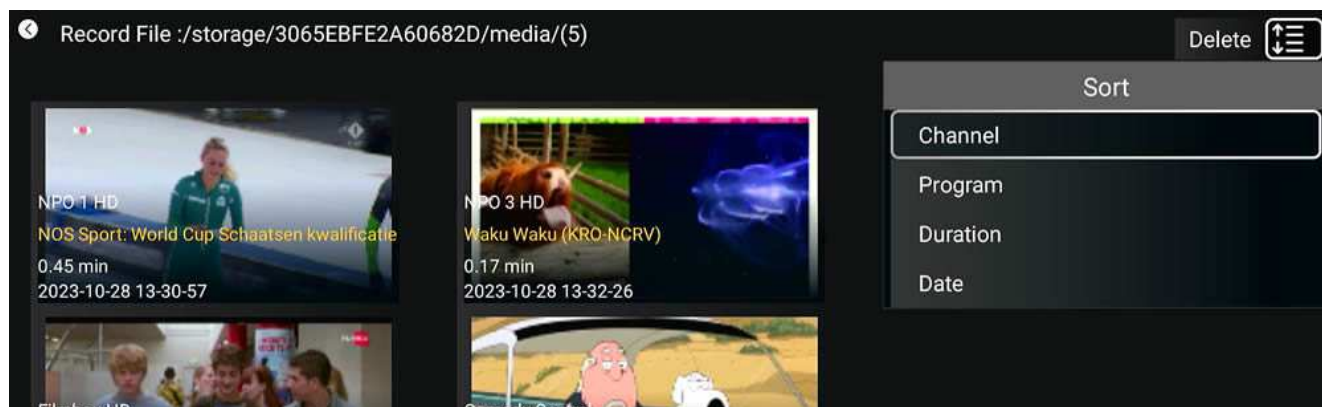 Record File :/storage/3065EBFE2A60682D/media/(5)
Delete
Sort
Channel
Program
Duration
Date
NPO 1 HD
NOS Sport: World Cup Schaatsen kwalificatie
0.45 min
2023-10-28 13-30-57
NPO 3 HD
Waku Waku (KRO-NCRV)
0.17 min
2023-10-28 13-32-26